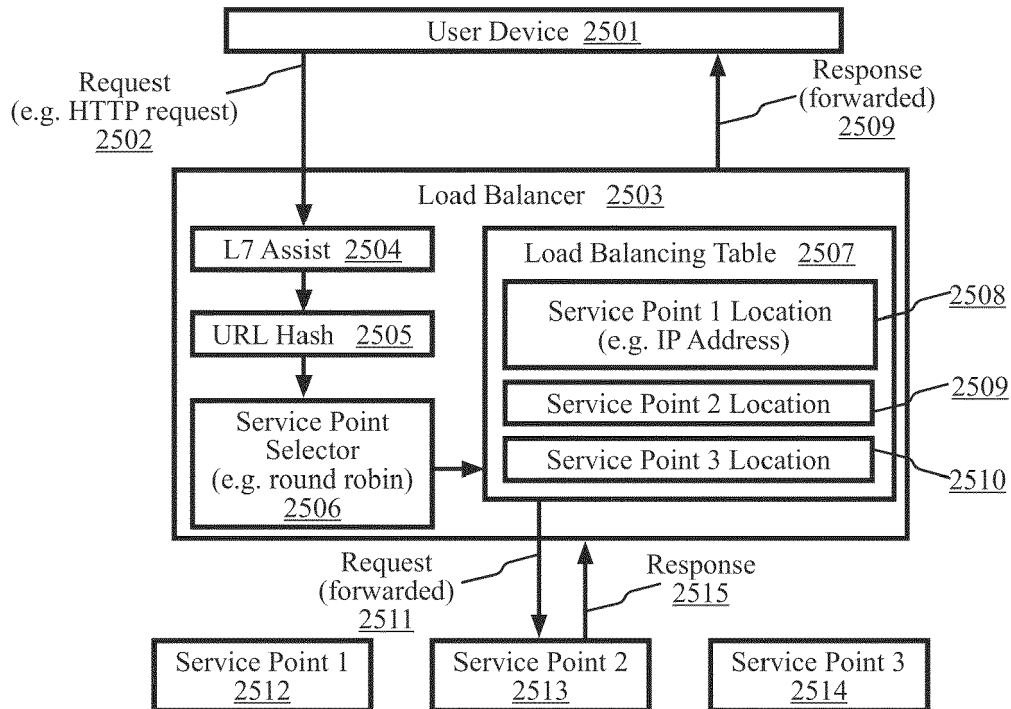 User Device 2501
Request
(e.g. HTTP request)
2502
Response
(forwarded)
2509
Load Balancer 2503
L7 Assist 2504
URL Hash 2505
Service Point
Selector
(e.g. round robin)
2506
Load Balancing Table 2507
Service Point 1 Location
(e.g. IP Address)
2508
Service Point 2 Location
2509
Service Point 3 Location
2510
Request
(forwarded)
2511
Response
2515
Service Point 1
2512
Service Point 2
2513
Service Point 3
2514